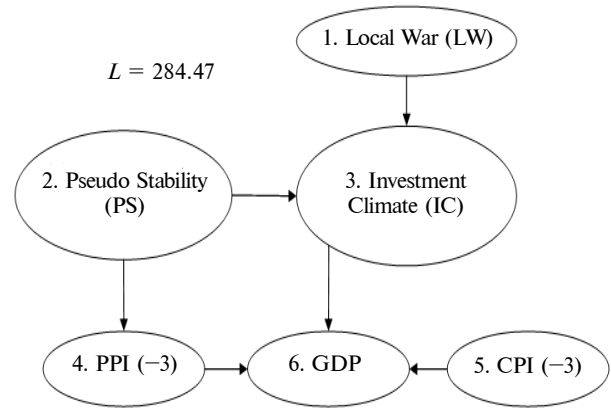 1. Local War (LW)
L = 284.47
2. Pseudo Stability
(PS)
3. Investment
Climate (IC)
4. PPI (−3)
6. GDP
5. CPI (−3)